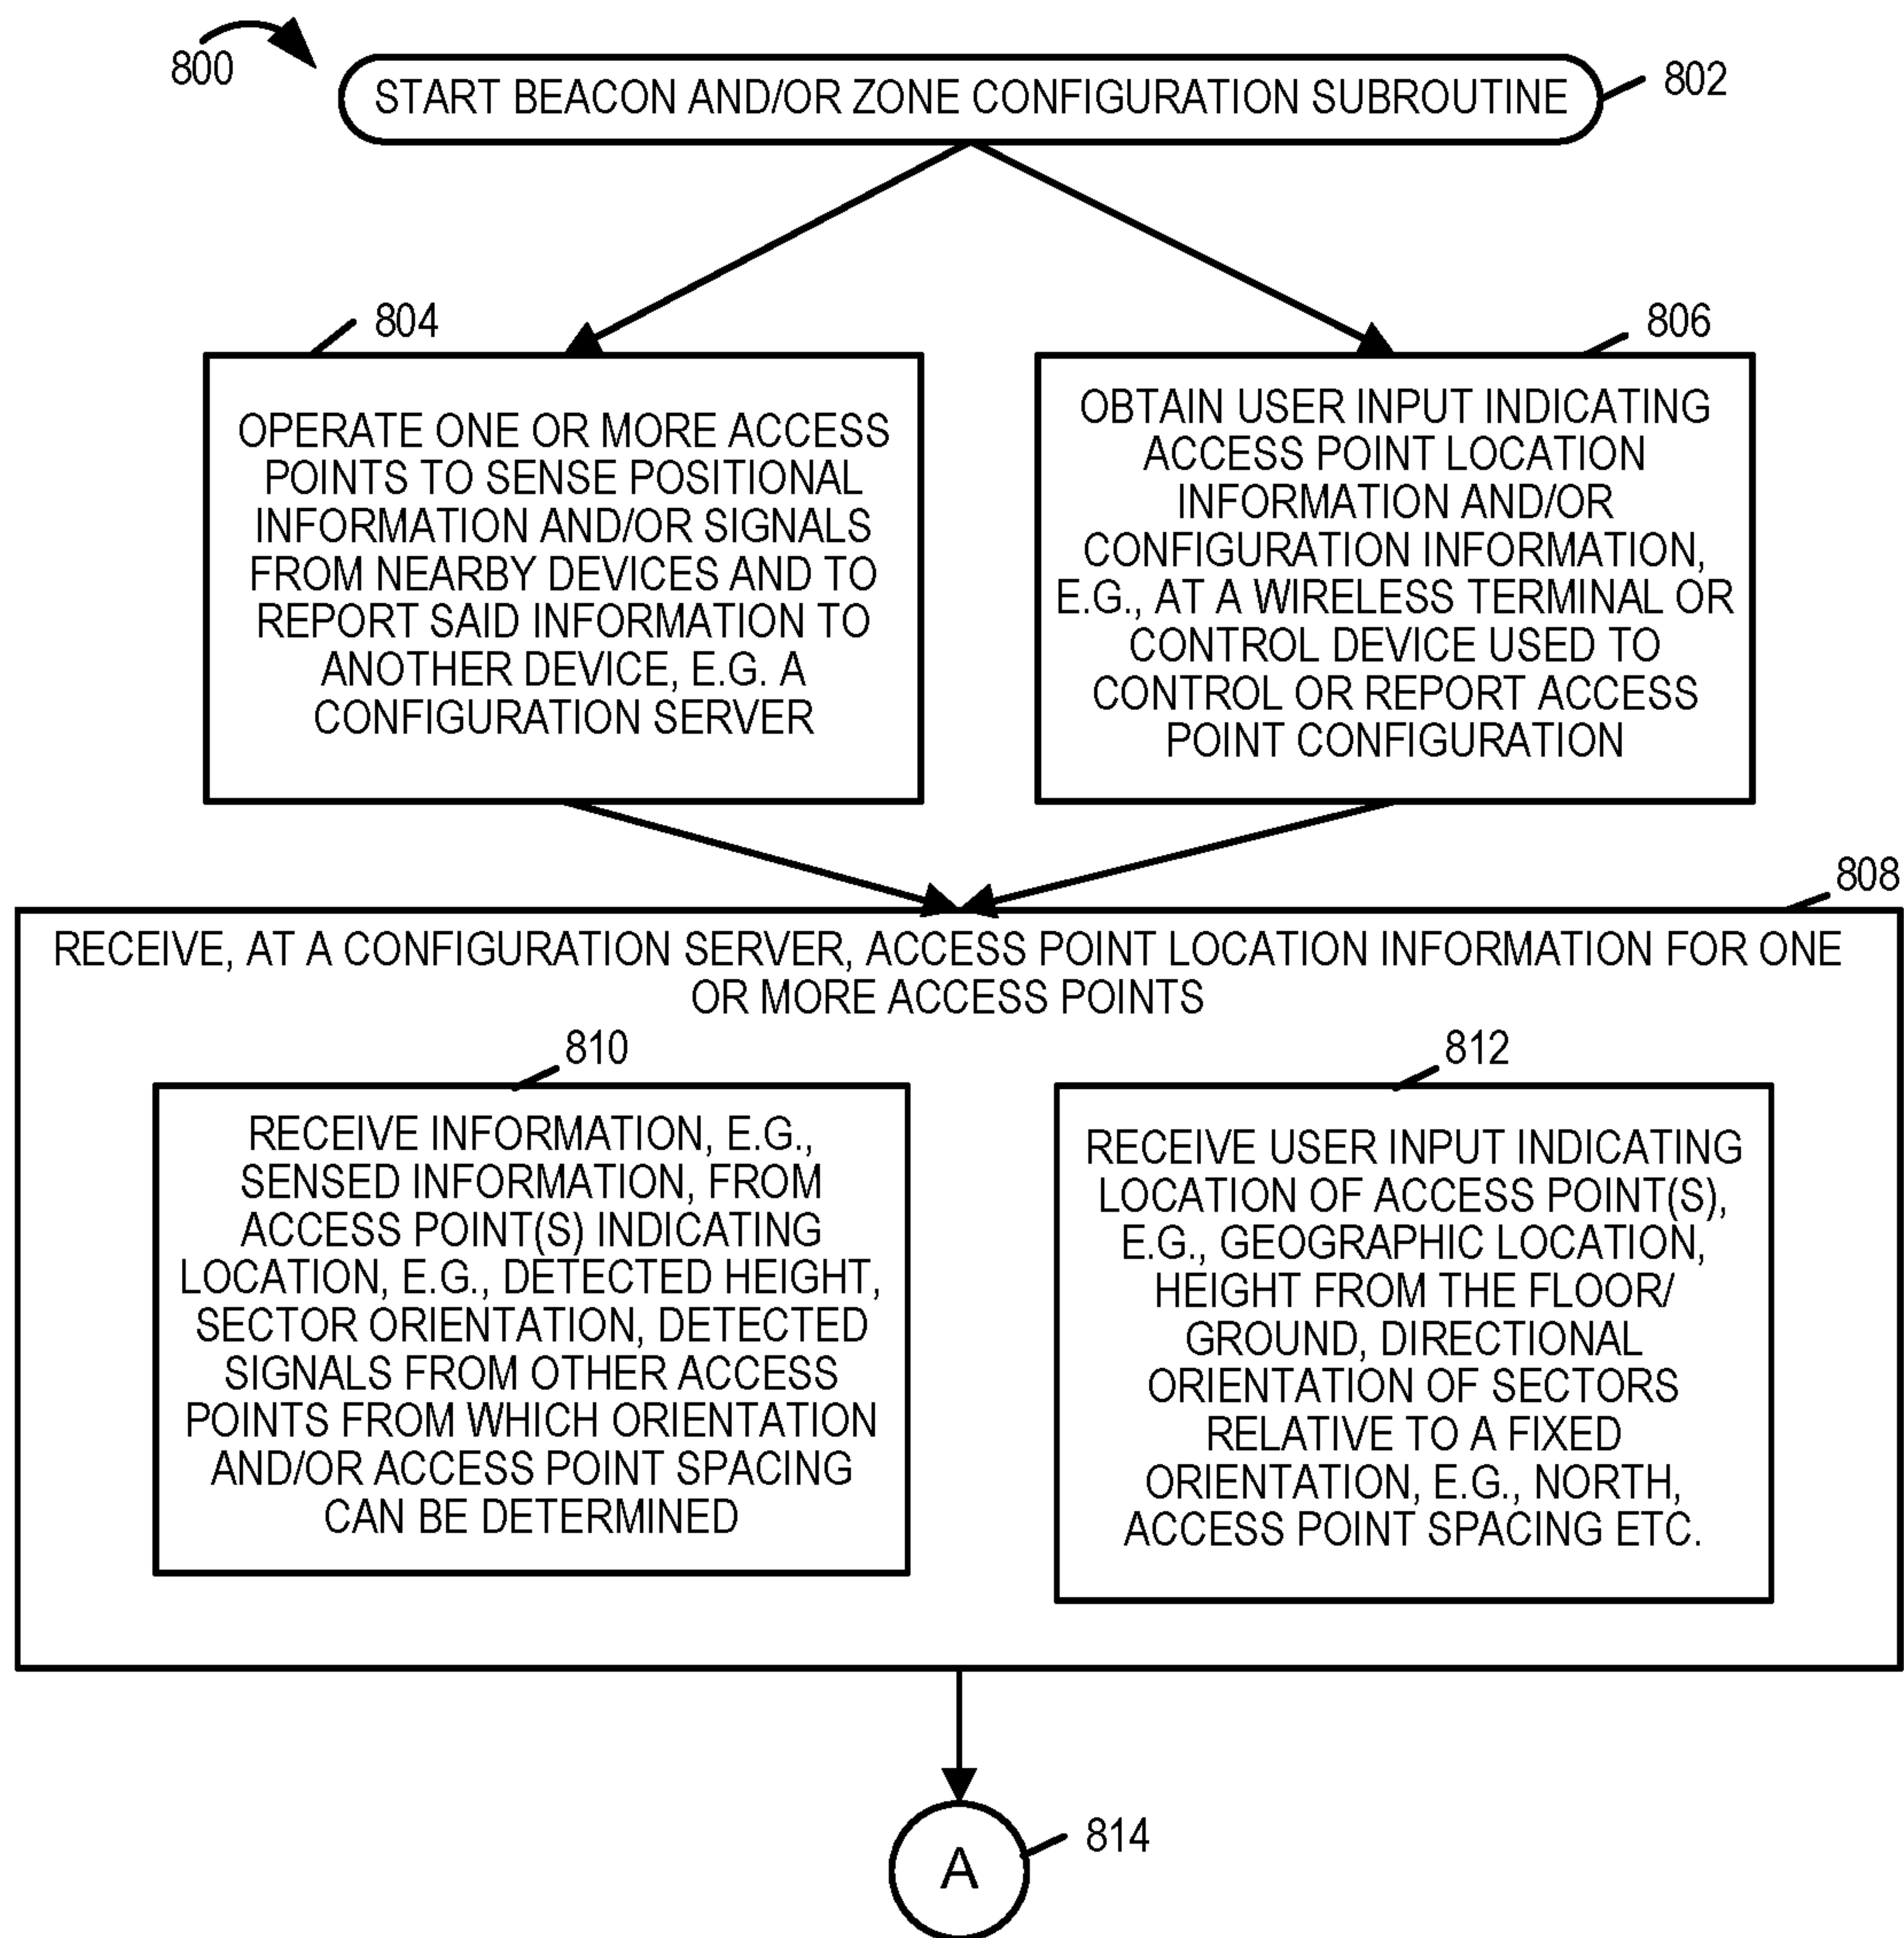 800
START BEACON AND/OR ZONE CONFIGURATION SUBROUTINE
802
804
OPERATE ONE OR MORE ACCESS
POINTS TO SENSE POSITIONAL
INFORMATION AND/OR SIGNALS
FROM NEARBY DEVICES AND TO
REPORT SAID INFORMATION TO
ANOTHER DEVICE, E.G. A
CONFIGURATION SERVER
806
OBTAIN USER INPUT INDICATING
ACCESS POINT LOCATION
INFORMATION AND/OR
CONFIGURATION INFORMATION,
E.G., AT A WIRELESS TERMINAL OR
CONTROL DEVICE USED TO
CONTROL OR REPORT ACCESS
POINT CONFIGURATION
808
RECEIVE, AT A CONFIGURATION SERVER, ACCESS POINT LOCATION INFORMATION FOR ONE
OR MORE ACCESS POINTS
810
RECEIVE INFORMATION, E.G.,
SENSED INFORMATION, FROM
ACCESS POINT(S) INDICATING
LOCATION, E.G., DETECTED HEIGHT,
SECTOR ORIENTATION, DETECTED
SIGNALS FROM OTHER ACCESS
POINTS FROM WHICH ORIENTATION
AND/OR ACCESS POINT SPACING
CAN BE DETERMINED
812
RECEIVE USER INPUT INDICATING
LOCATION OF ACCESS POINT(S),
E.G., GEOGRAPHIC LOCATION,
HEIGHT FROM THE FLOOR/
GROUND, DIRECTIONAL
ORIENTATION OF SECTORS
RELATIVE TO A FIXED
ORIENTATION, E.G., NORTH,
ACCESS POINT SPACING ETC.
A
814